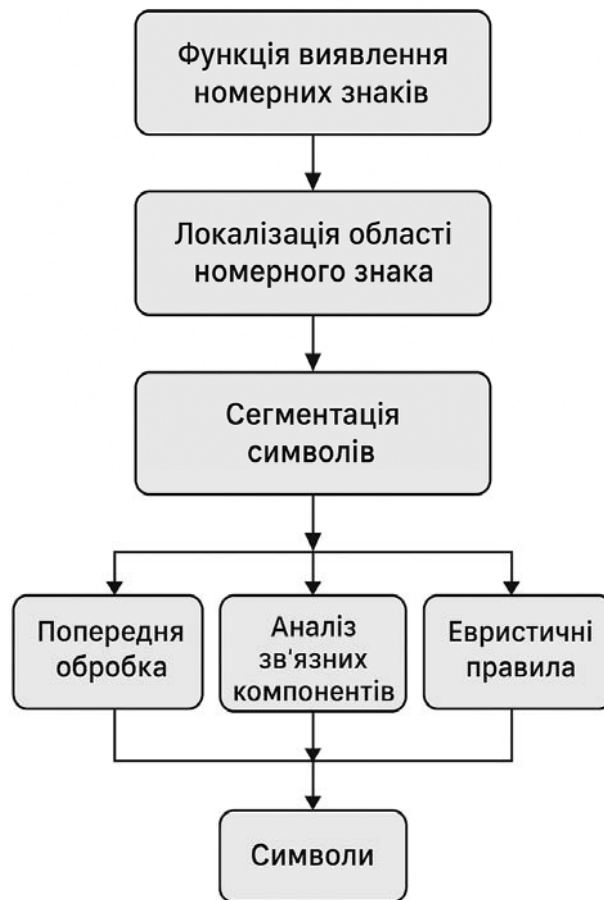 Функція виявлення
номерних знаків
Локалізація області
номерного знака
Сегментація
символів
Попередня
обробка
Аналіз
зв'язних
компонентів
Евристичні
правила
Символи